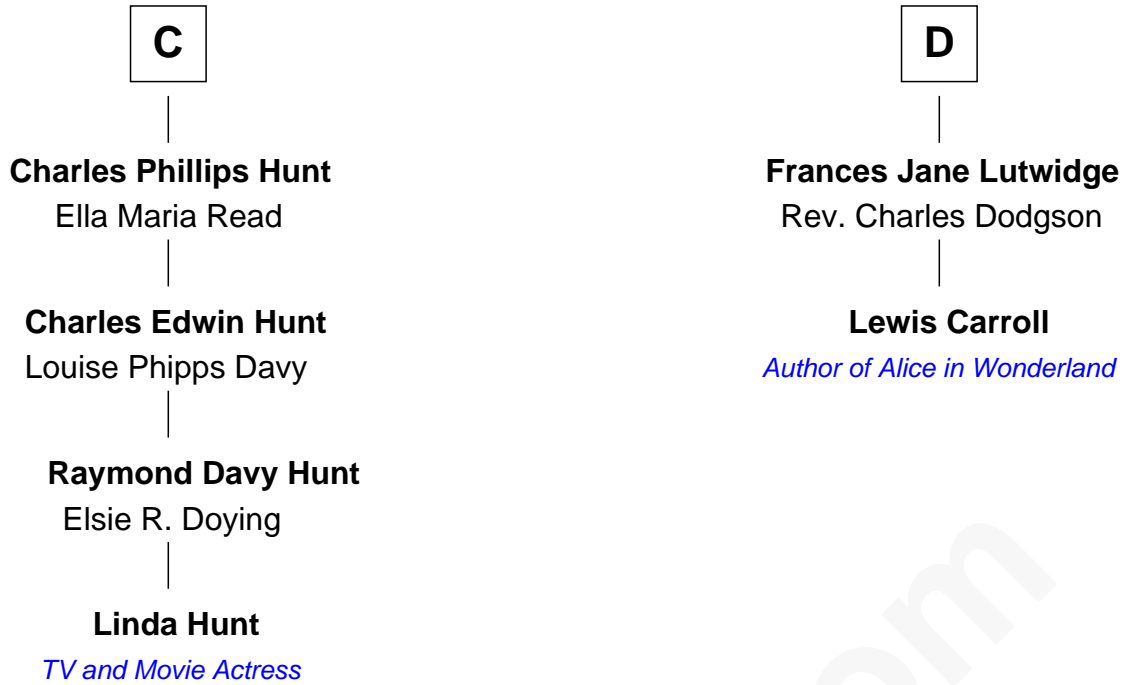 C
Charles Phillips Hunt
Ella Maria Read
Charles Edwin Hunt
Louise Phipps Davy
Raymond Davy Hunt
Elsie R. Doying
Linda Hunt
TV and Movie Actress
D
Frances Jane Lutwidge
Rev. Charles Dodgson
Lewis Carroll
Author of Alice in Wonderland
om